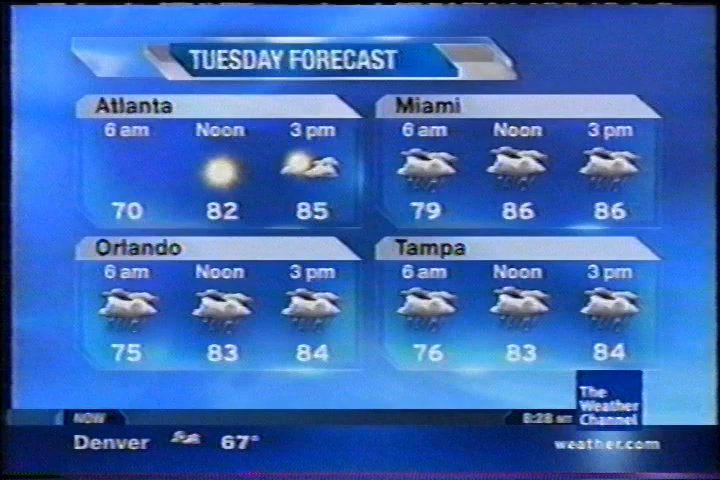 TUESDAY FORECAST
Atlanta
6 am Noon 3 pm
70 82 85
Miami
6 am Noon 3 pm
79 86 86
Orlando
6 am Noon 3 pm
75 83 84
Tampa
6 am Noon 3 pm
76 83 84
The
Weather
Channel
NOW
8:28
Denver 67°
weather.com